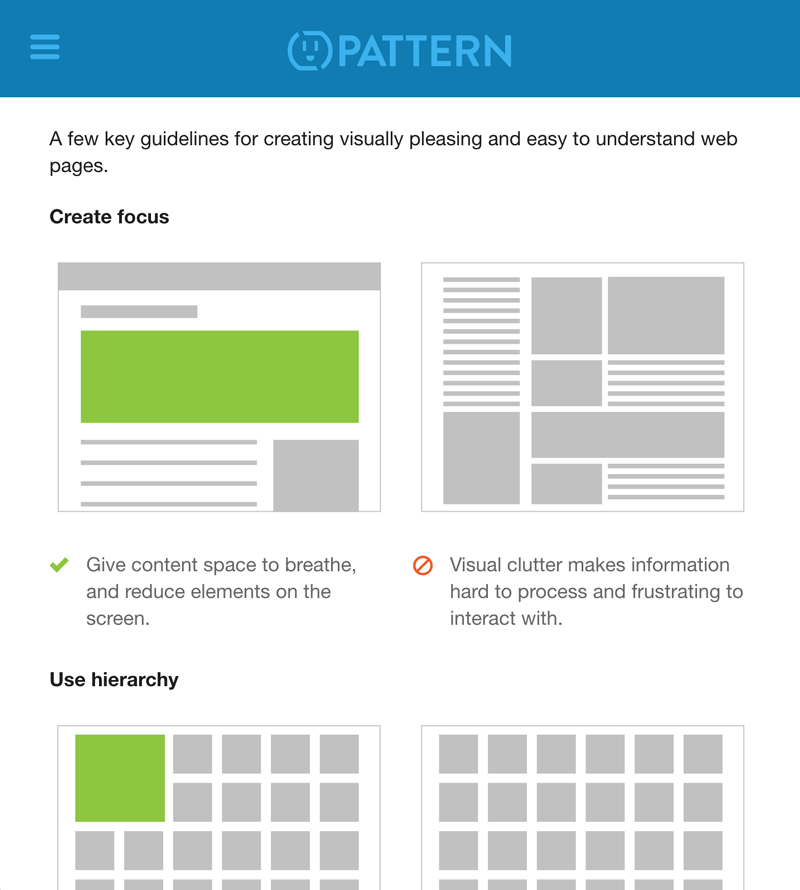 PATTERN
A few key guidelines for creating visually pleasing and easy to understand web
pages.
Create focus
Give content space to breathe,
and reduce elements on the
screen.
Visual clutter makes information
hard to process and frustrating to
interact with.
Use hierarchy